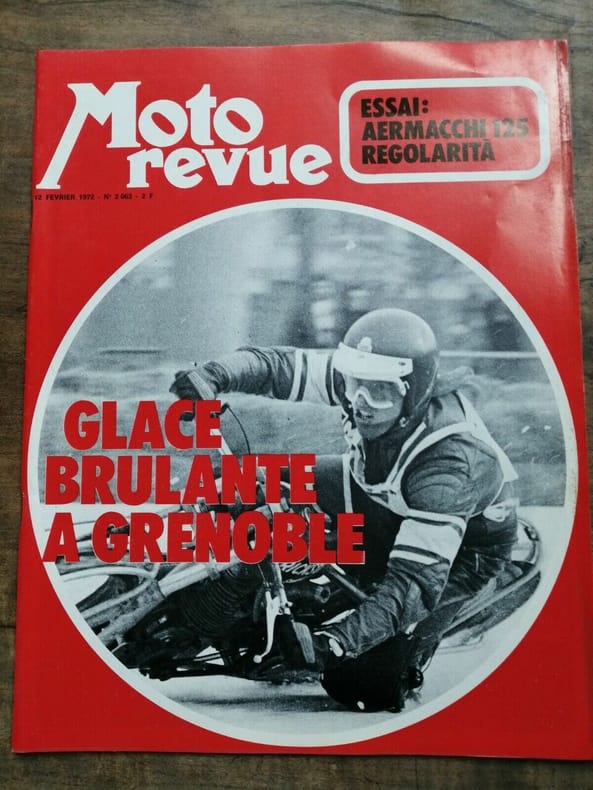 Moto
revue
ESSAI:
AERMACCHI 125
REGOLARITÀ
12 FEVRIER 1972 - N° 2 063 - 2 F
GLACE
BRULANTE
A GRENOBLE